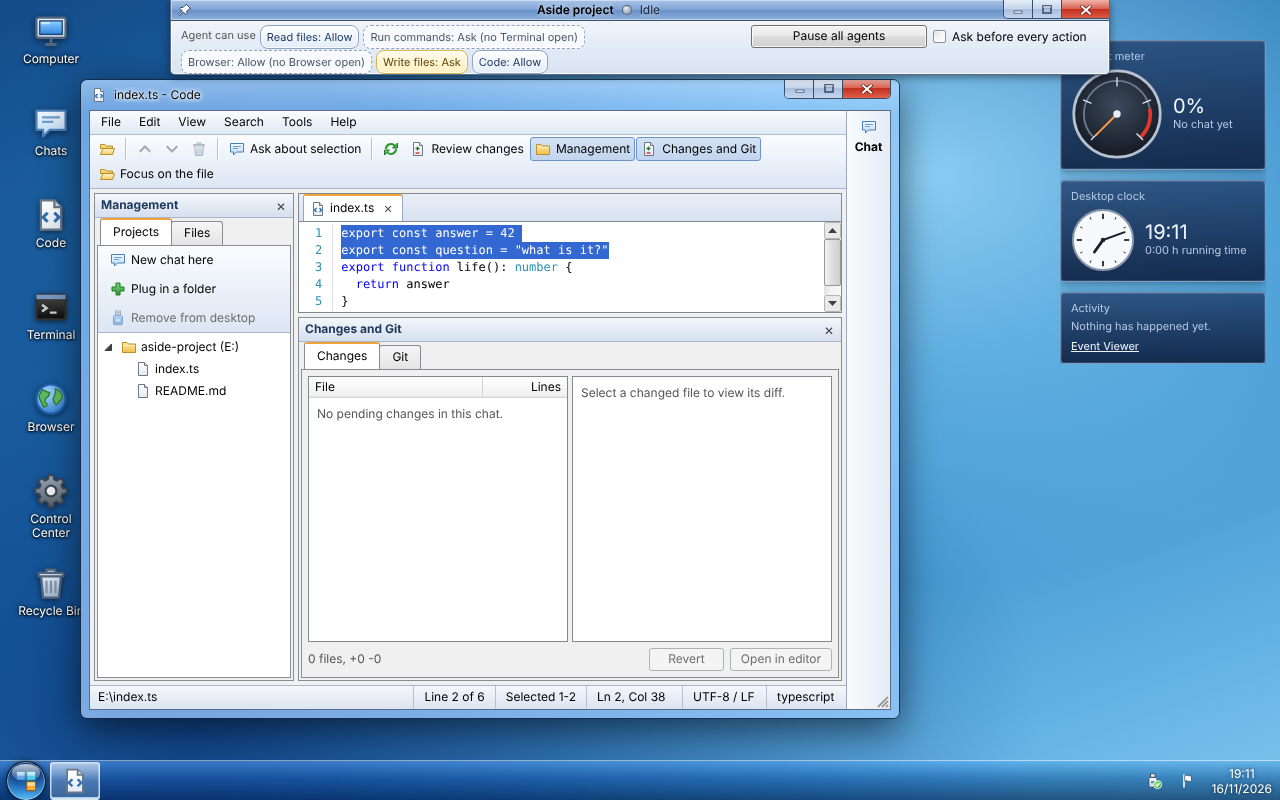 Aside project Idle
Agent can use Read files: Allow Run commands: Ask (no Terminal open) Pause all agents Ask before every action
Browser: Allow (no Browser open) Write files: Ask Code: Allow
Computer
Chats
Code
Terminal
Browser
Control Center
Recycle Bin
index.ts - Code
File Edit View Search Tools Help
Ask about selection Review changes Management Changes and Git
Focus on the file
Chat
Management
Projects Files
New chat here
Plug in a folder
Remove from desktop
aside-project (E:)
index.ts
README.md
index.ts
1 export const answer = 42
2 export const question = "what is it?"
3 export function life(): number {
4 return answer
5 }
Changes and Git
Changes Git
File Lines
No pending changes in this chat.
Select a changed file to view its diff.
0 files, +0 -0 Revert Open in editor
E:\index.ts Line 2 of 6 Selected 1-2 Ln 2, Col 38 UTF-8 / LF typescript
meter
0%
No chat yet
Desktop clock
19:11
0:00 h running time
Activity
Nothing has happened yet.
Event Viewer
19:11
16/11/2026